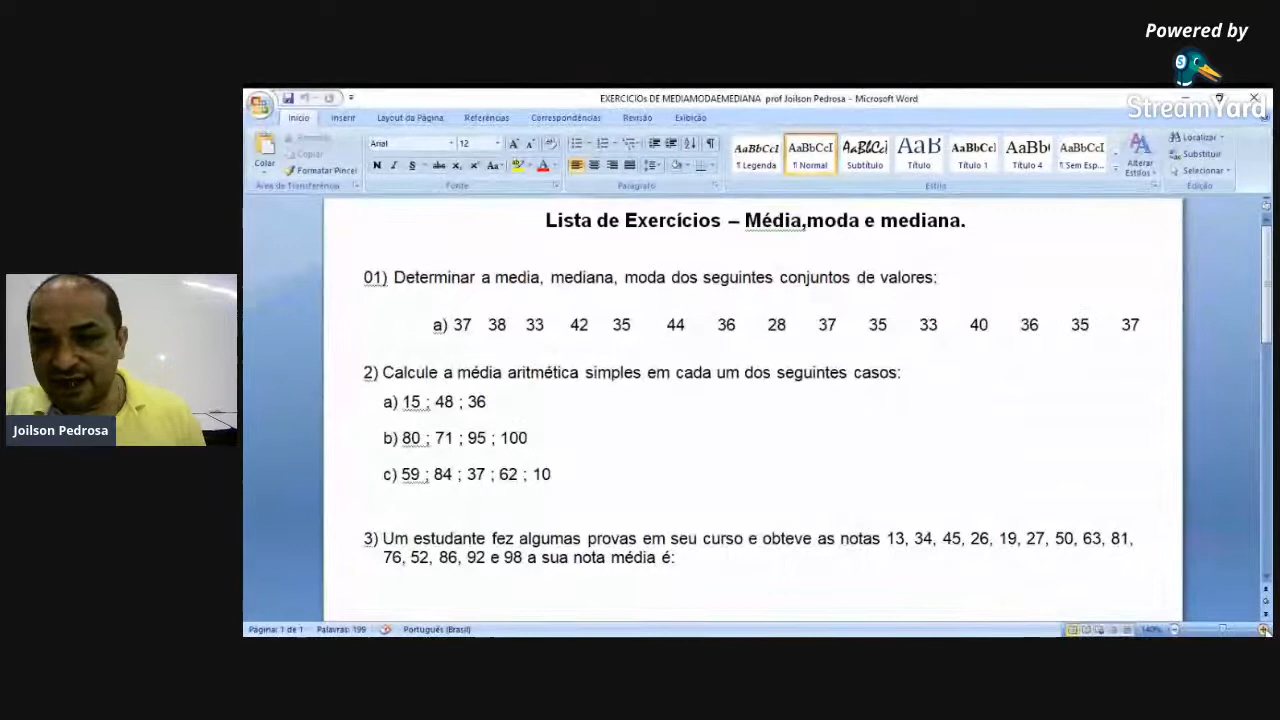 Powered by
StreamYard
EXERCICIOs DE MEDIAMODAEMEDIANA prof Joilson Pedrosa - Microsoft Word
Início Inserir Layout da Página Referências Correspondências Revisão Exibição
Colar
Copiar
Formatar Pincel
Área de Transferência
Arial 12
N I S abc
Fonte
Parágrafo
AaBbCcI AaBbCcI AaBbCcI AaB AaBbCcI AaBbC AaBbCcI
¶ Legenda ¶ Normal Subtítulo Título Título 1 Título 4 ¶ Sem Esp...
Alterar Estilos
Estilo
Localizar
Substituir
Selecionar
Edição
Lista de Exercícios – Média,moda e mediana.
01) Determinar a media, mediana, moda dos seguintes conjuntos de valores:
a) 37 38 33 42 35 44 36 28 37 35 33 40 36 35 37
2) Calcule a média aritmética simples em cada um dos seguintes casos:
a) 15 ; 48 ; 36
b) 80 ; 71 ; 95 ; 100
c) 59 ; 84 ; 37 ; 62 ; 10
3) Um estudante fez algumas provas em seu curso e obteve as notas 13, 34, 45, 26, 19, 27, 50, 63, 81,
76, 52, 86, 92 e 98 a sua nota média é:
Joilson Pedrosa
Página: 1 de 1 Palavras: 199 Português (Brasil) 140%